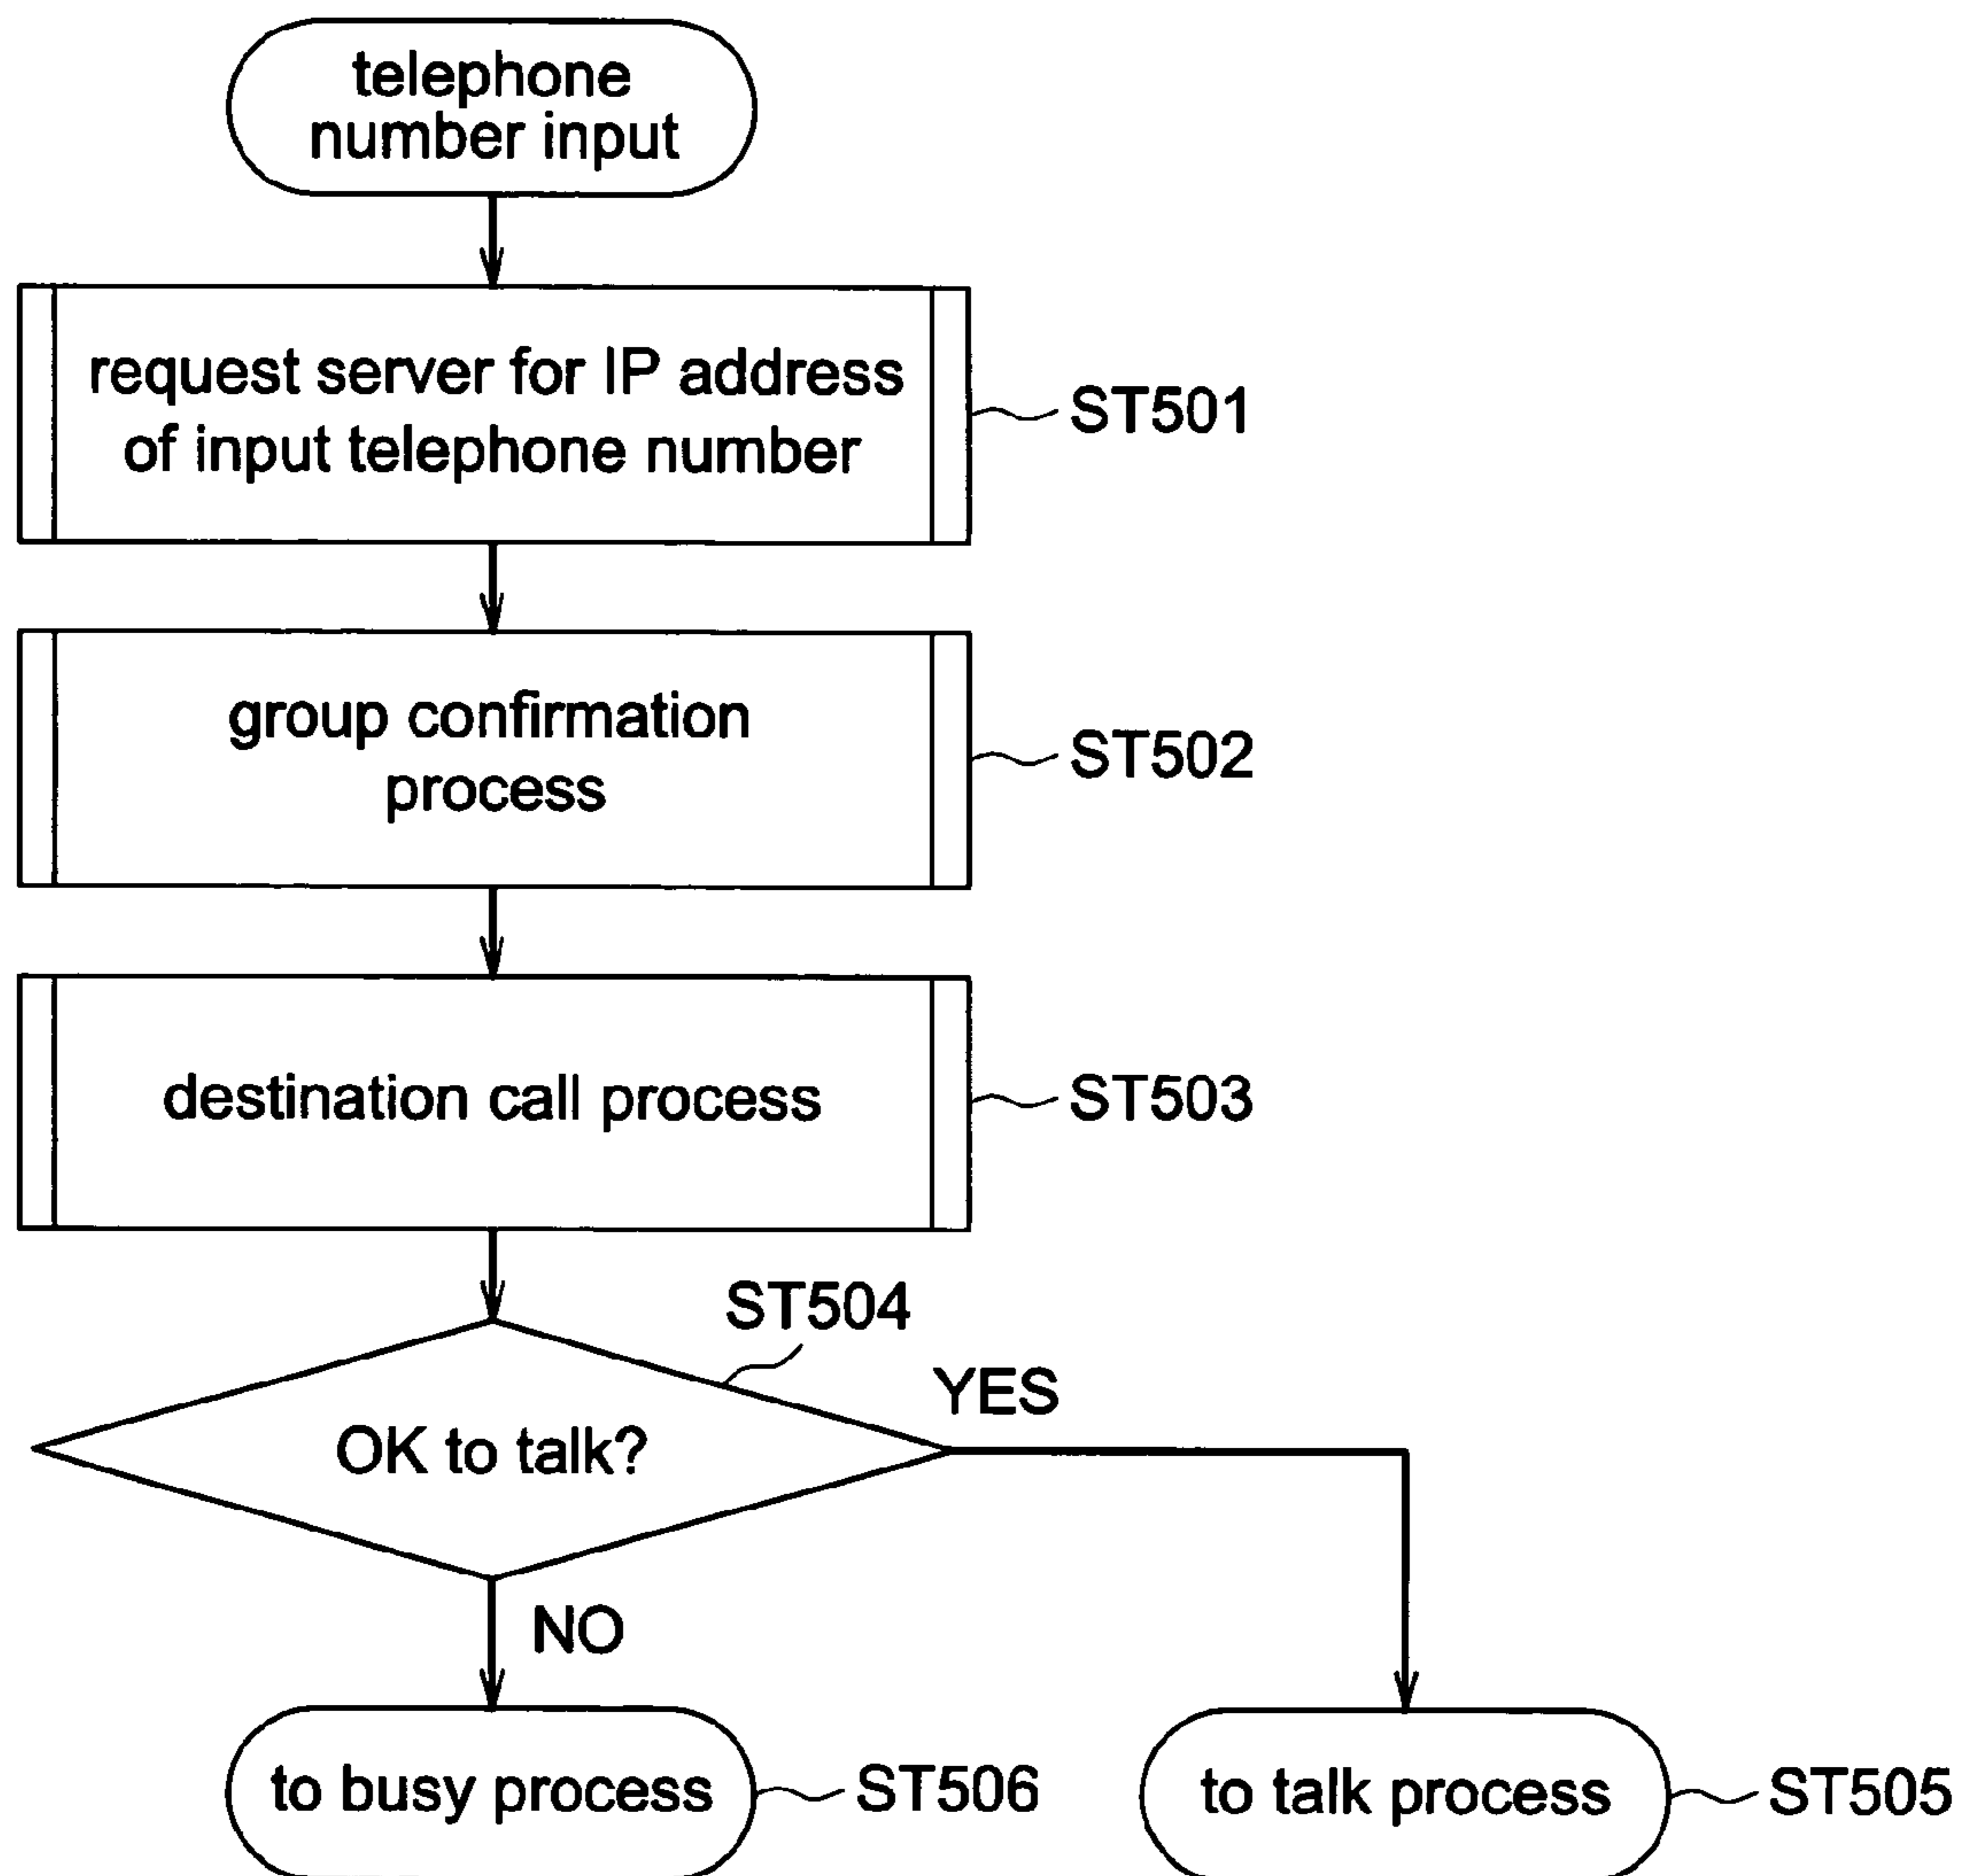 telephone
number input
request server for IP address
of input telephone number
ST501
group confirmation
process
ST502
destination call process
ST503
ST504
OK to talk?
YES
NO
to busy process
ST506
to talk process
ST505